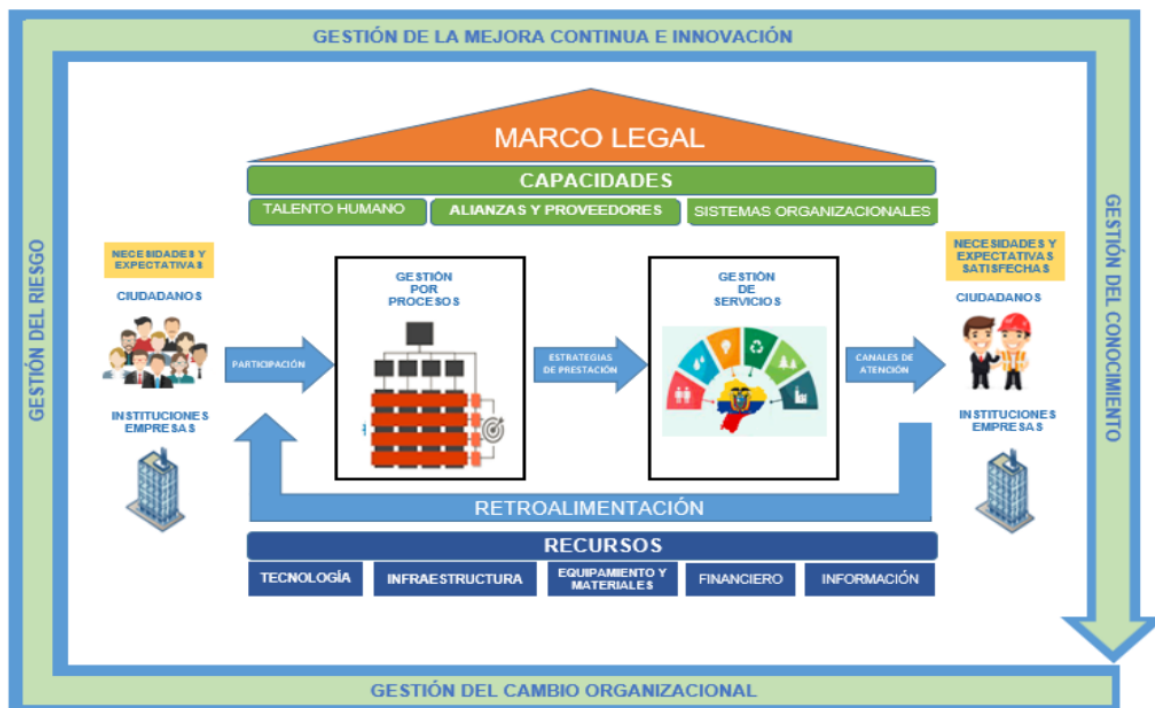 GESTIÓN DE LA MEJORA CONTINUA E INNOVACIÓN
GESTIÓN DEL RIESGO
MARCO LEGAL
CAPACIDADES
TALENTO HUMANO
ALIANZAS Y PROVEEDORES
SISTEMAS ORGANIZACIONALES
NECESIDADES Y
EXPECTATIVAS
CIUDADANOS
INSTITUCIONES
EMPRESAS
PARTICIPACIÓN
GESTIÓN
POR
PROCESOS
ESTRATEGIAS
DE PRESTACIÓN
GESTIÓN
DE
SERVICIOS
CANALES DE
ATENCIÓN
NECESIDADES Y
EXPECTATIVAS
SATISFECHAS
CIUDADANOS
INSTITUCIONES
EMPRESAS
RETROALIMENTACIÓN
RECURSOS
TECNOLOGÍA
INFRAESTRUCTURA
EQUIPAMIENTO Y
MATERIALES
FINANCIERO
INFORMACIÓN
GESTIÓN DEL CONOCIMIENTO
GESTIÓN DEL CAMBIO ORGANIZACIONAL